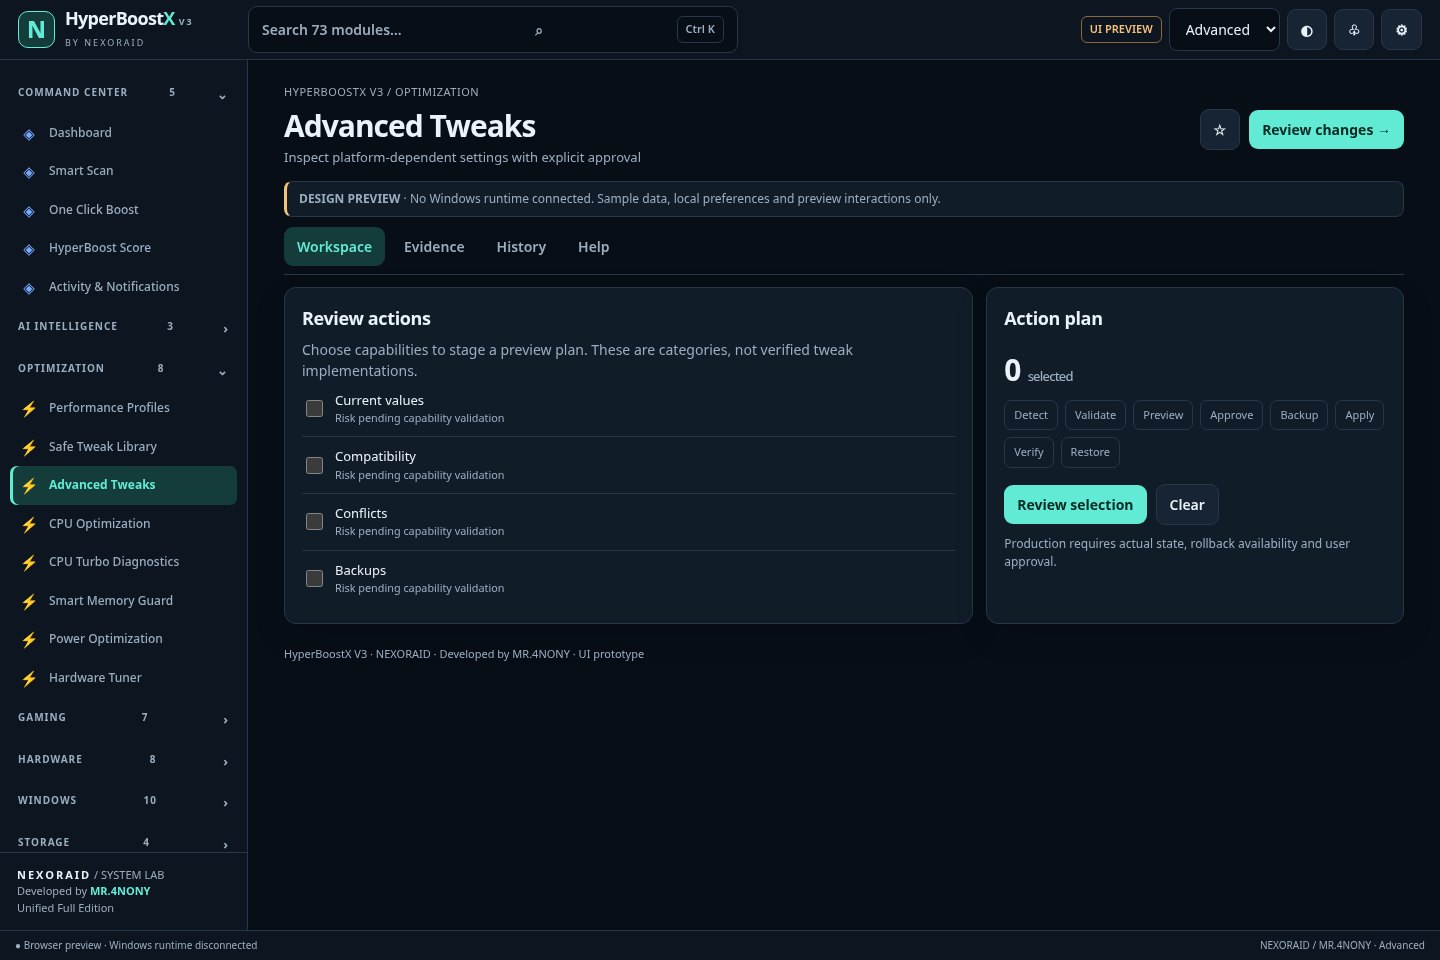 N HyperBoostX V3
BY NEXORAID
Search 73 modules...
Ctrl K
UI PREVIEW
Advanced
COMMAND CENTER 5
Dashboard
Smart Scan
One Click Boost
HyperBoost Score
Activity & Notifications
AI INTELLIGENCE 3
OPTIMIZATION 8
Performance Profiles
Safe Tweak Library
Advanced Tweaks
CPU Optimization
CPU Turbo Diagnostics
Smart Memory Guard
Power Optimization
Hardware Tuner
GAMING 7
HARDWARE 8
WINDOWS 10
STORAGE 4
NEXORAID / SYSTEM LAB
Developed by MR.4NONY
Unified Full Edition
HYPERBOOSTX V3 / OPTIMIZATION
Advanced Tweaks
Inspect platform-dependent settings with explicit approval
Review changes →
DESIGN PREVIEW · No Windows runtime connected. Sample data, local preferences and preview interactions only.
Workspace Evidence History Help
Review actions
Choose capabilities to stage a preview plan. These are categories, not verified tweak
implementations.
Current values
Risk pending capability validation
Compatibility
Risk pending capability validation
Conflicts
Risk pending capability validation
Backups
Risk pending capability validation
Action plan
0 selected
Detect Validate Preview Approve Backup Apply
Verify Restore
Review selection Clear
Production requires actual state, rollback availability and user
approval.
HyperBoostX V3 · NEXORAID · Developed by MR.4NONY · UI prototype
● Browser preview · Windows runtime disconnected
NEXORAID / MR.4NONY · Advanced